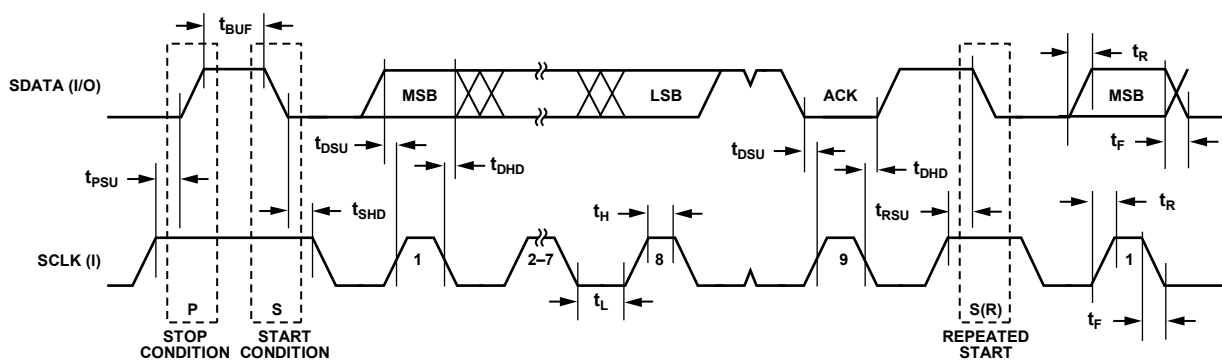 tBUF
SDATA (I/O)
MSB
LSB
ACK
MSB
tR
tDSU
tDHD
tDSU
tDHD
tF
tPSU
tSHD
tH
tRSU
tR
SCLK (I)
1
2–7
8
9
1
tL
tF
P
S
S(R)
STOP
CONDITION
START
CONDITION
REPEATED
START